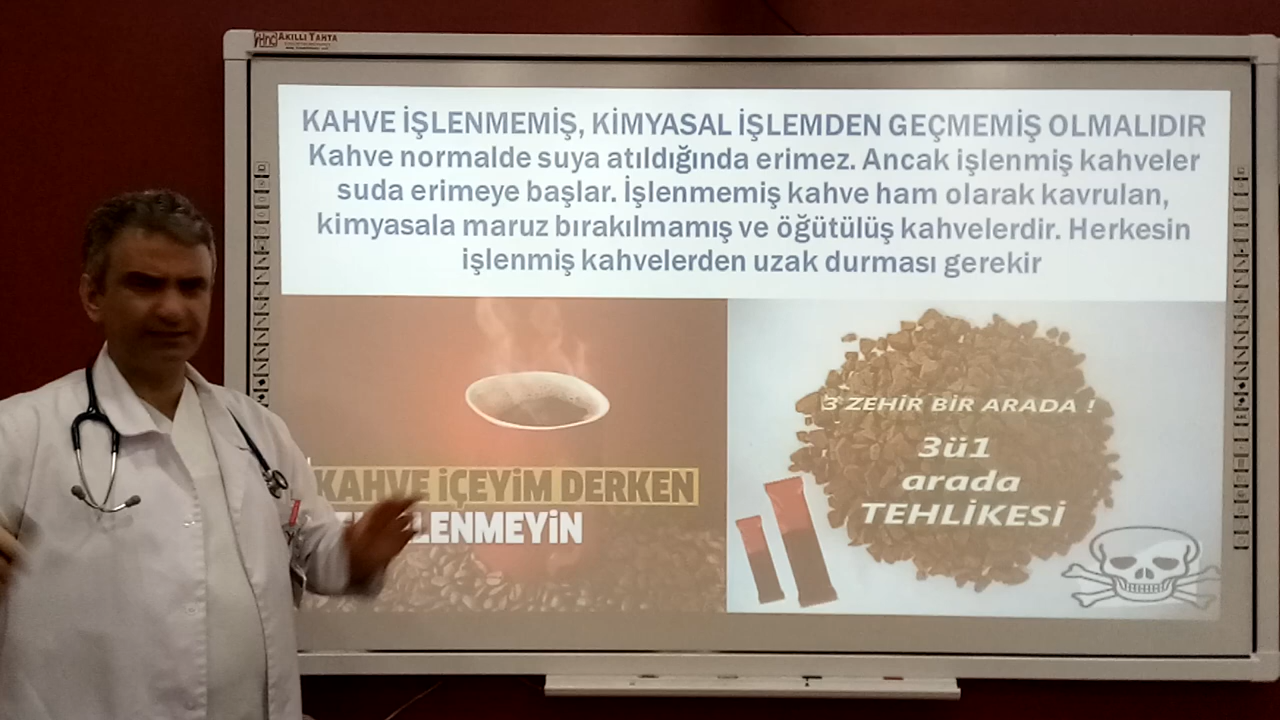 AKILLI TAHTA
KAHVE İŞLENMEMİŞ, KİMYASAL İŞLEMDEN GEÇMEMİŞ OLMALIDIR
Kahve normalde suya atıldığında erimez. Ancak işlenmiş kahveler
suda erimeye başlar. İşlenmemiş kahve ham olarak kavrulan,
kimyasala maruz bırakılmamış ve öğütülüş kahvelerdir. Herkesin
işlenmiş kahvelerden uzak durması gerekir
KAHVE İÇEYİM DERKEN
LENMEYİN
3 ZEHİR BİR ARADA !
3ü1
arada
TEHLİKESİ